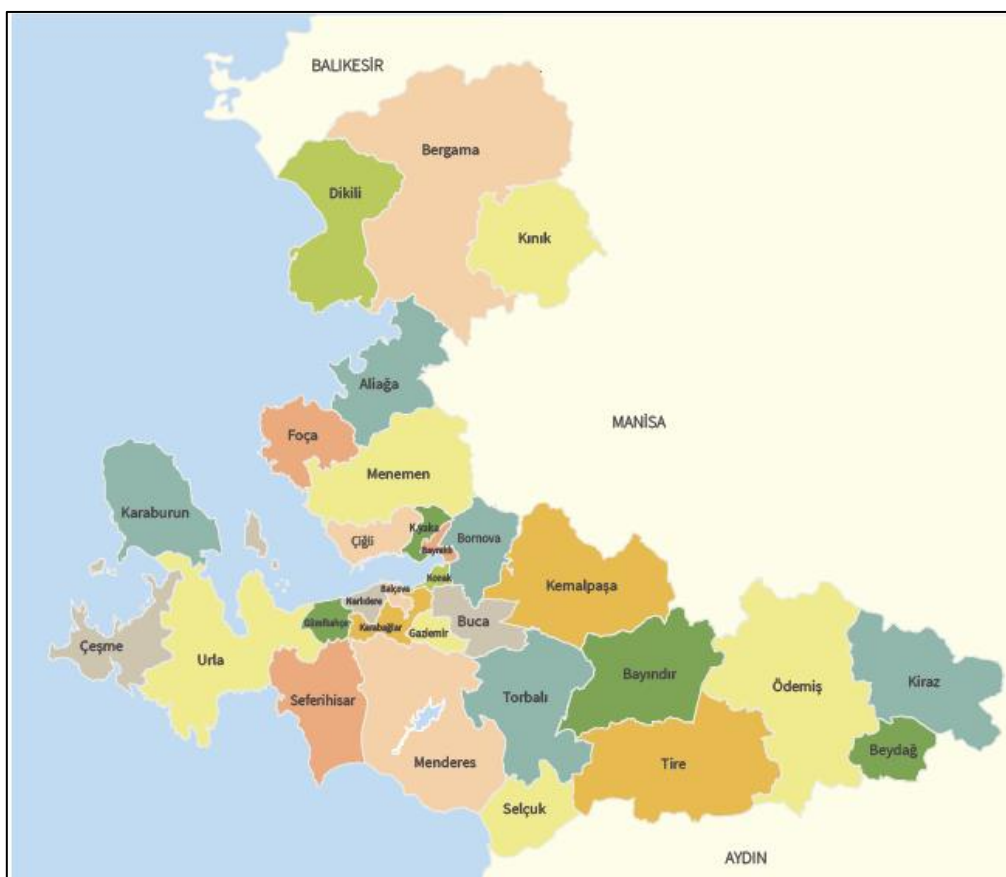 BALIKESİR
Bergama
Dikili
Kınık
Aliağa
MANİSA
Foça
Menemen
Karaburun
K.yaka
Çiğli
Bornova
Bayraklı
Konak
Kemalpaşa
Balçova
Narlıdere
Güzelbahçe
Karabağlar
Gaziemir
Buca
Çeşme
Urla
Bayındır
Ödemiş
Kiraz
Seferihisar
Torbalı
Beydağ
Menderes
Tire
Selçuk
AYDIN